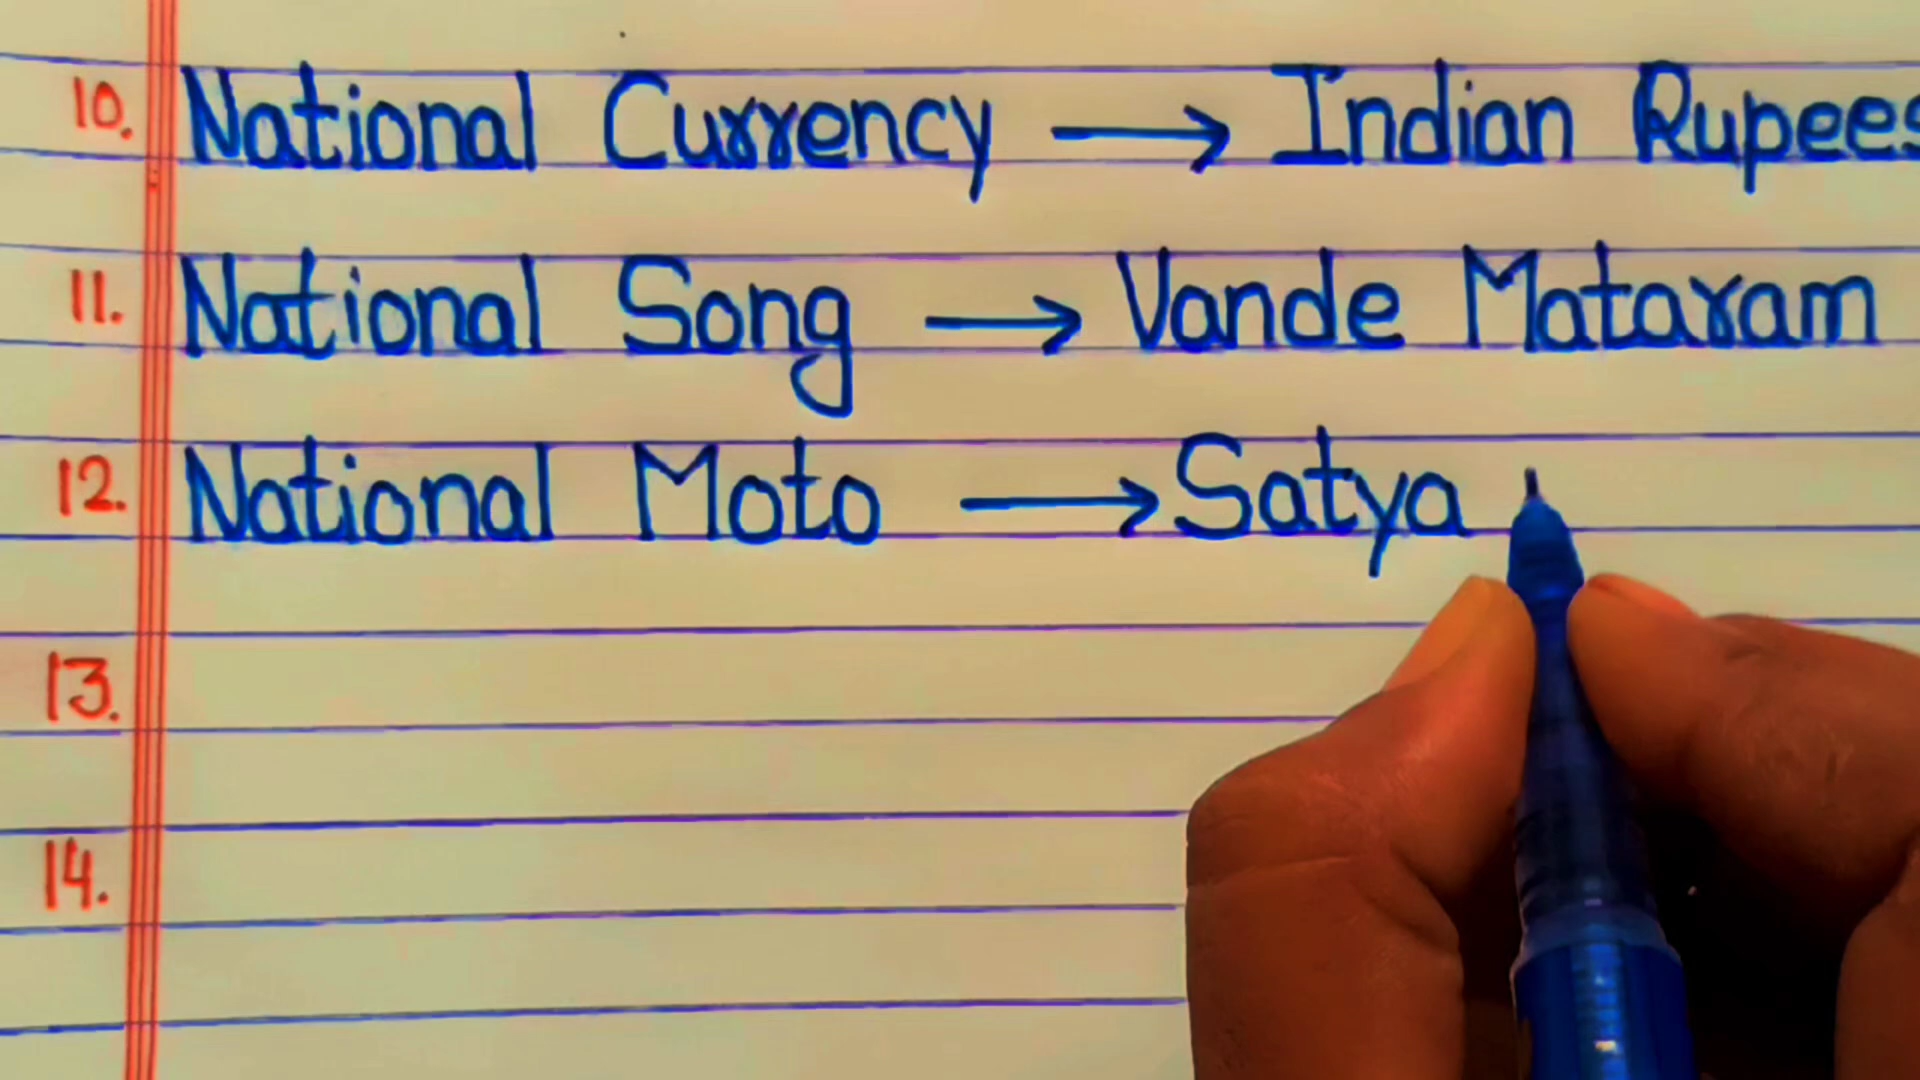 10. National Currency → Indian Rupees
11. National Song → Vande Mataram
12. National Moto → Satya
13.
14.